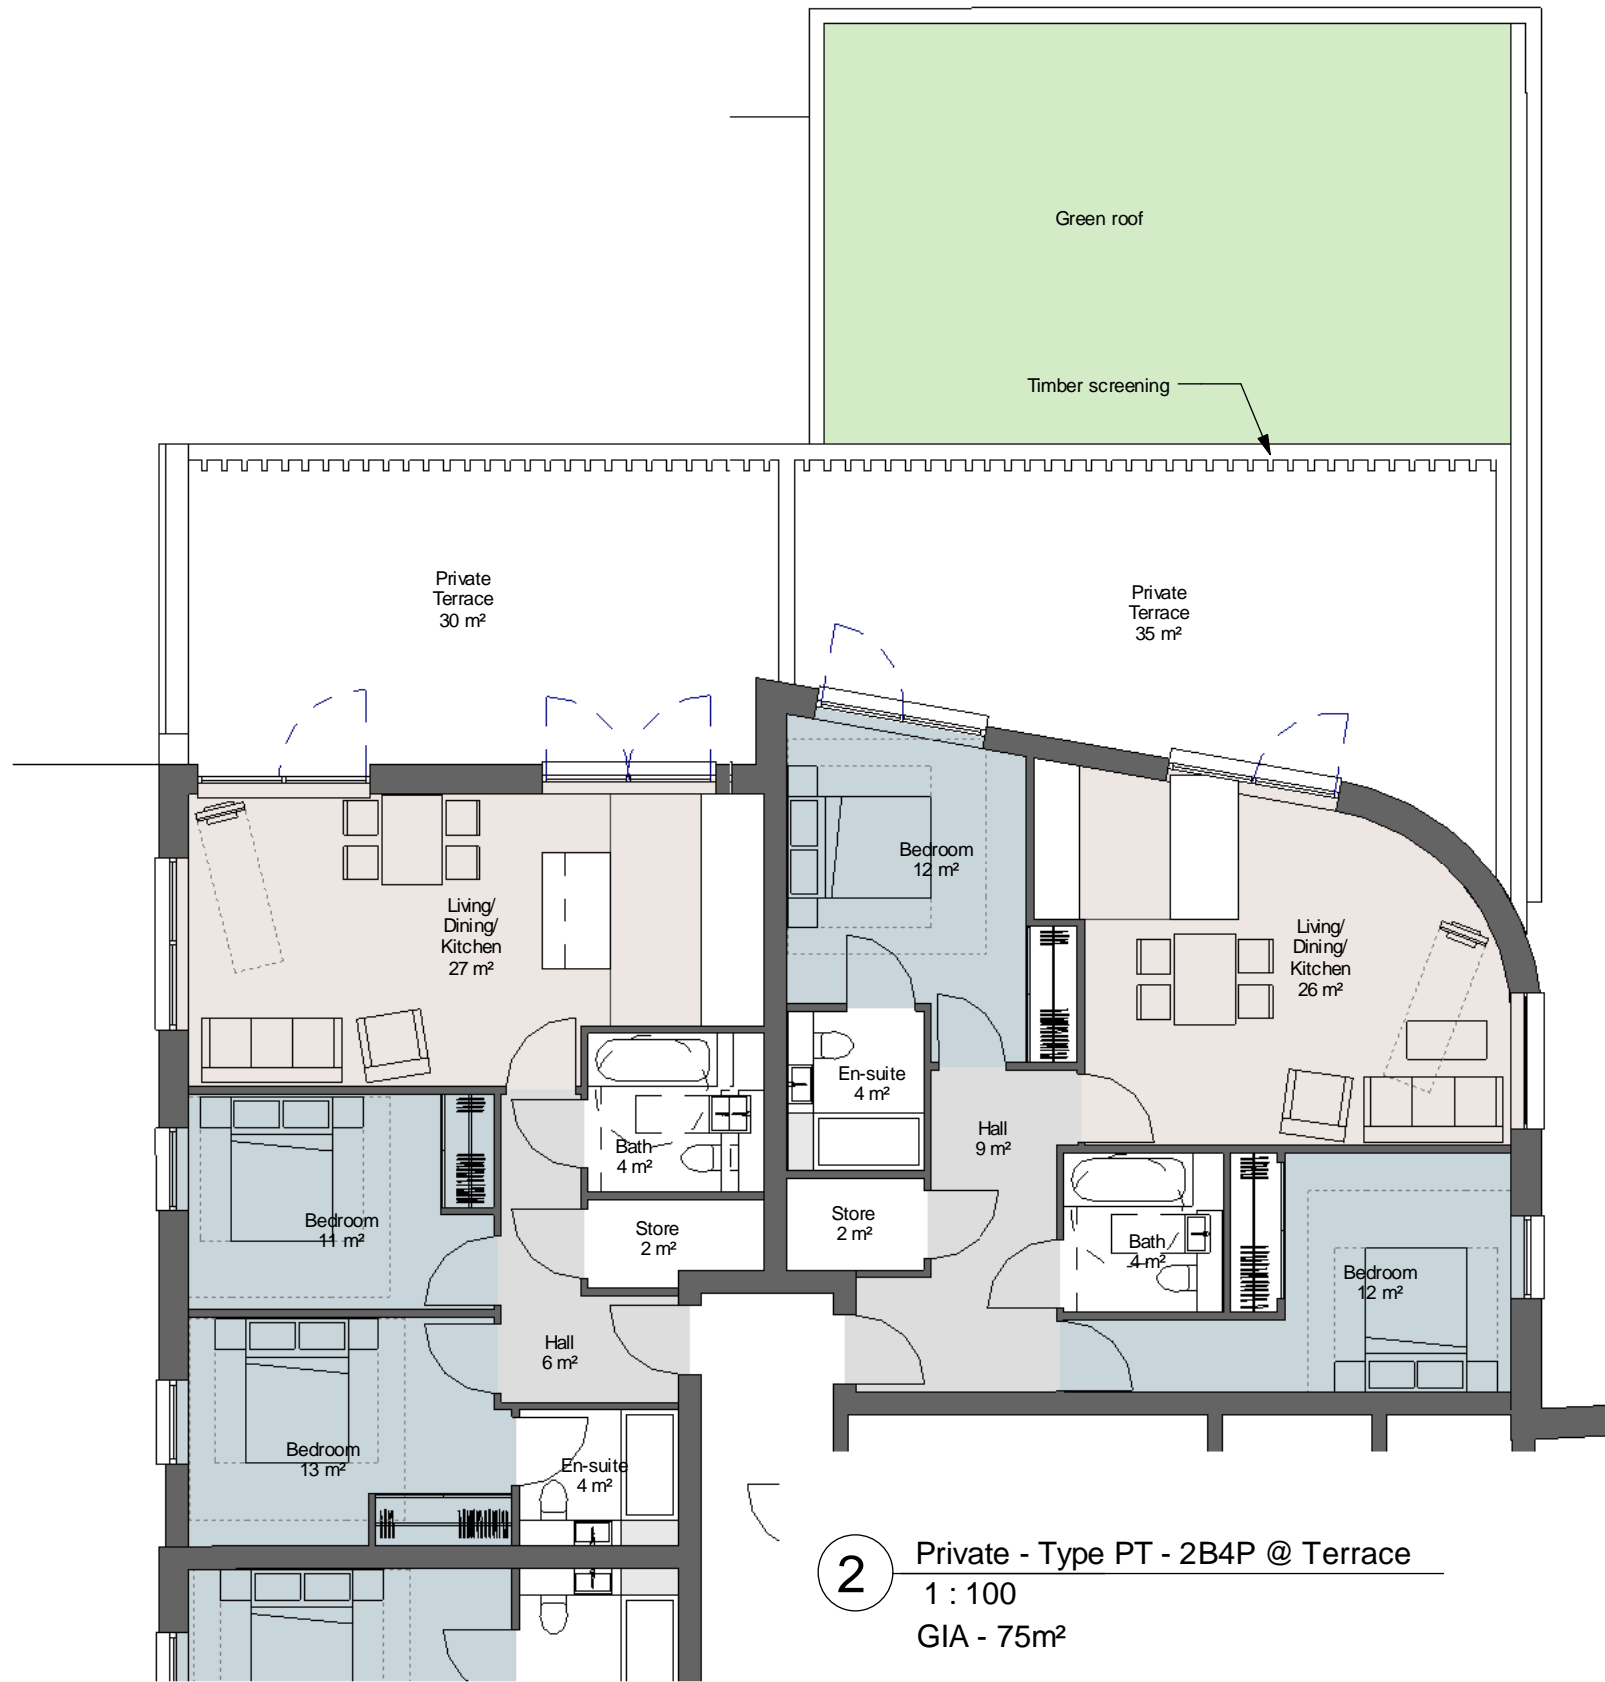 Green roof
Timber screening
Private
Terrace
30 m²
Private
Terrace
35 m²
Living/
Dining/
Kitchen
27 m²
Bedroom
12 m²
Living/
Dining/
Kitchen
26 m²
En-suite
4 m²
Hall
9 m²
Bath
4 m²
Bedroom
11 m²
Store
2 m²
Store
2 m²
Bath
4 m²
Bedroom
12 m²
Hall
6 m²
Bedroom
13 m²
En-suite
4 m²
2
Private - Type PT - 2B4P @ Terrace
1 : 100
GIA - 75m²